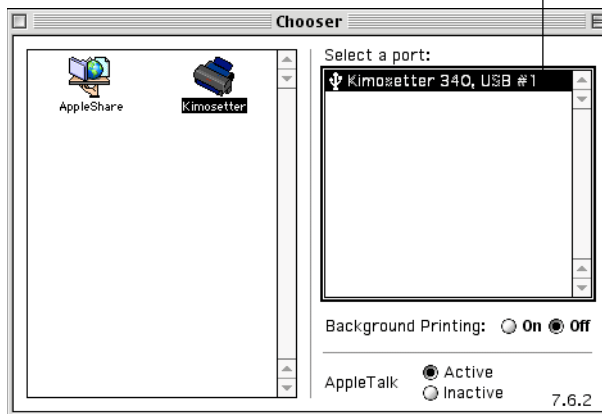 Chooser
Select a port:
AppleShare
Kimosetter
Kimosetter 340, USB #1
Background Printing: On Off
AppleTalk
Active
Inactive
7.6.2